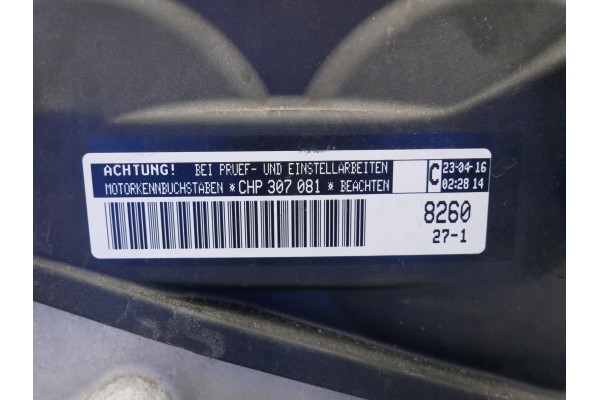 ACHTUNG! BEI PRUEF- UND EINSTELLARBEITEN
MOTORKENNBUCHSTABEN *CHP 307 081* BEACHTEN
C 23-04-16
02:28 14
8260
27-1